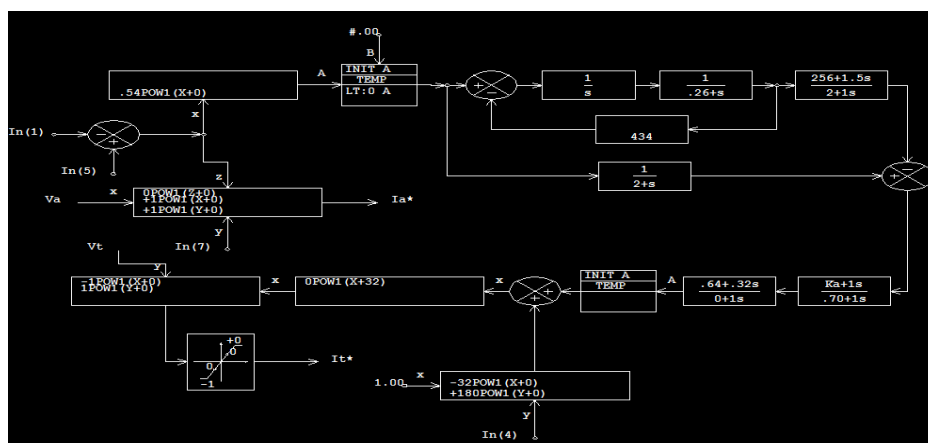 #.00
B
INIT A
TEMP
LT:0 A
A
.54POW1(X+0)
x
+
-
1
s
1
.26+s
256+1.5s
2+1s
434
1
2+s
-
+
-
In(1)
-
+
In(5)
z
x
Va
0POW1(Z+0)
+1POW1(X+0)
+1POW1(Y+0)
Ia*
y
In(7)
Vt
y
-1POW1(X+0)
1POW1(Y+0)
x
0POW1(X+32)
x
+
+
INIT A
TEMP
A
.64+.32s
0+1s
Ka+1s
.70+1s
+0
0
0
-1
It*
1.00
x
-32POW1(X+0)
+180POW1(Y+0)
y
In(4)